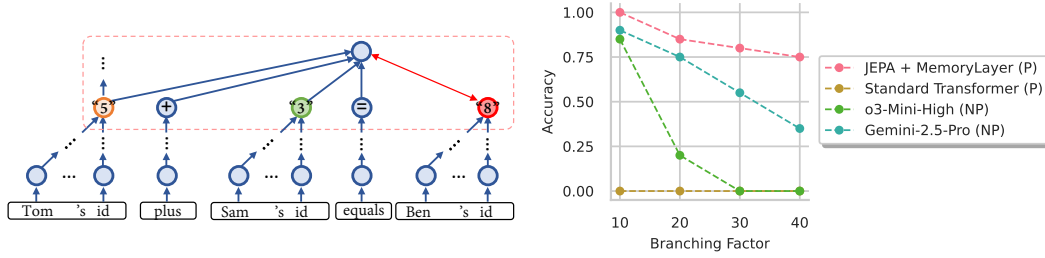 “5”
+
“3”
=
“8”
Tom 's id
plus
Sam 's id
equals
Ben 's id
1.00
0.75
0.50
0.25
0.00
Accuracy
10 20 30 40
Branching Factor
JEPA + MemoryLayer (P)
Standard Transformer (P)
o3-Mini-High (NP)
Gemini-2.5-Pro (NP)